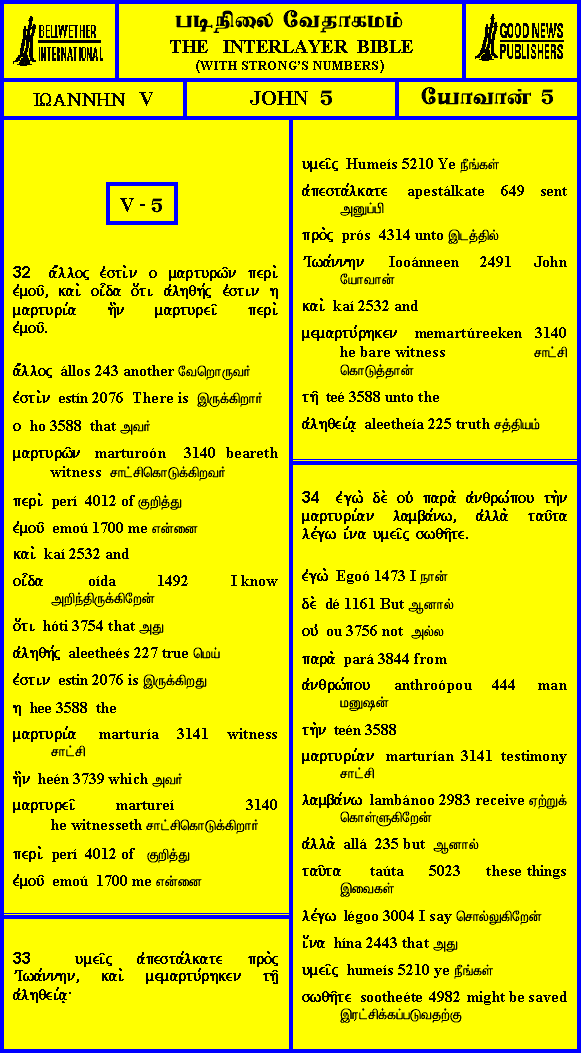 BELLWETHER
INTERNATIONAL
படிநிலை வேதாகமம்
THE INTERLAYER BIBLE
(WITH STRONG'S NUMBERS)
GOOD NEWS
PUBLISHERS
ΙΩΑΝΝΗΝ V
JOHN 5
யோவான் 5
V - 5
32 ἄλλος ἐστὶν ο μαρτυρῶν περὶ
ἐμοῦ, καὶ οἶδα ὅτι ἀληθής ἐστιν η
μαρτυρία ἣν μαρτυρεῖ περὶ
ἐμοῦ.
ἄλλος állos 243 another வேறொருவர்
ἐστὶν estín 2076 There is இருக்கிறார்
ο ho 3588 that அவர்
μαρτυρῶν marturoón 3140 beareth
witness சாட்சிகொடுக்கிறவர்
περὶ perí 4012 of குறித்து
ἐμοῦ emoú 1700 me என்னை
καὶ kaí 2532 and
οἶδα oída 1492 I know
அறிந்திருக்கிறேன்
ὅτι hóti 3754 that அது
ἀληθής aleetheés 227 true மெய்
ἐστιν estin 2076 is இருக்கிறது
η hee 3588 the
μαρτυρία marturía 3141 witness
சாட்சி
ἣν heén 3739 which அவர்
μαρτυρεῖ martureí 3140
he witnesseth சாட்சிகொடுக்கிறார்
περὶ perí 4012 of குறித்து
ἐμοῦ emoú 1700 me என்னை
33 υμεῖς ἀπεστάλκατε πρὸς
Ἰωάννην, καὶ μεμαρτύρηκεν τῇ
ἀληθείᾳ·
υμεῖς Humeís 5210 Ye நீங்கள்
ἀπεστάλκατε apestálkate 649 sent
அனுப்பி
πρὸς prós 4314 unto இடத்தில்
Ἰωάννην Iooánneen 2491 John
யோவான்
καὶ kaí 2532 and
μεμαρτύρηκεν memartúreeken 3140
he bare witness சாட்சி
கொடுத்தான்
τῇ teé 3588 unto the
ἀληθείᾳ aleetheía 225 truth சத்தியம்
34 ἐγὼ δὲ οὐ παρὰ ἀνθρώπου τὴν
μαρτυρίαν λαμβάνω, ἀλλὰ ταῦτα
λέγω ἵνα υμεῖς σωθῆτε.
ἐγὼ Egoó 1473 I நான்
δὲ dé 1161 But ஆனால்
οὐ ou 3756 not அல்ல
παρὰ pará 3844 from
ἀνθρώπου anthroópou 444 man
மனுஷன்
τὴν teén 3588
μαρτυρίαν marturían 3141 testimony
சாட்சி
λαμβάνω lambánoo 2983 receive ஏற்றுக்
கொள்ளுகிறேன்
ἀλλὰ allá 235 but ஆனால்
ταῦτα taúta 5023 these things
இவைகள்
λέγω légoo 3004 I say சொல்லுகிறேன்
ἵνα hína 2443 that அது
υμεῖς humeís 5210 ye நீங்கள்
σωθῆτε sootheéte 4982 might be saved
இரட்சிக்கப்படுவதற்கு